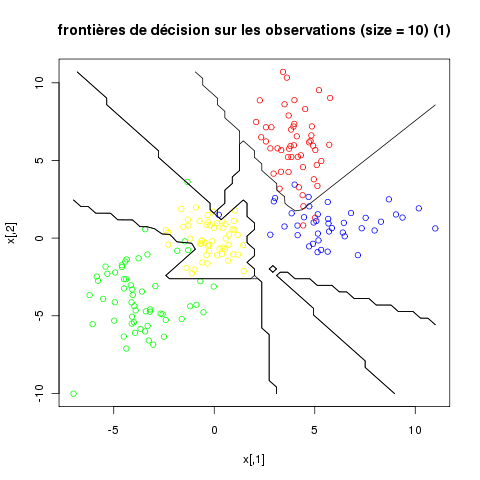 frontières de décision sur les observations (size = 10) (1)
10
5
0
-5
-10
x[,2]
-5 0 5 10
x[,1]